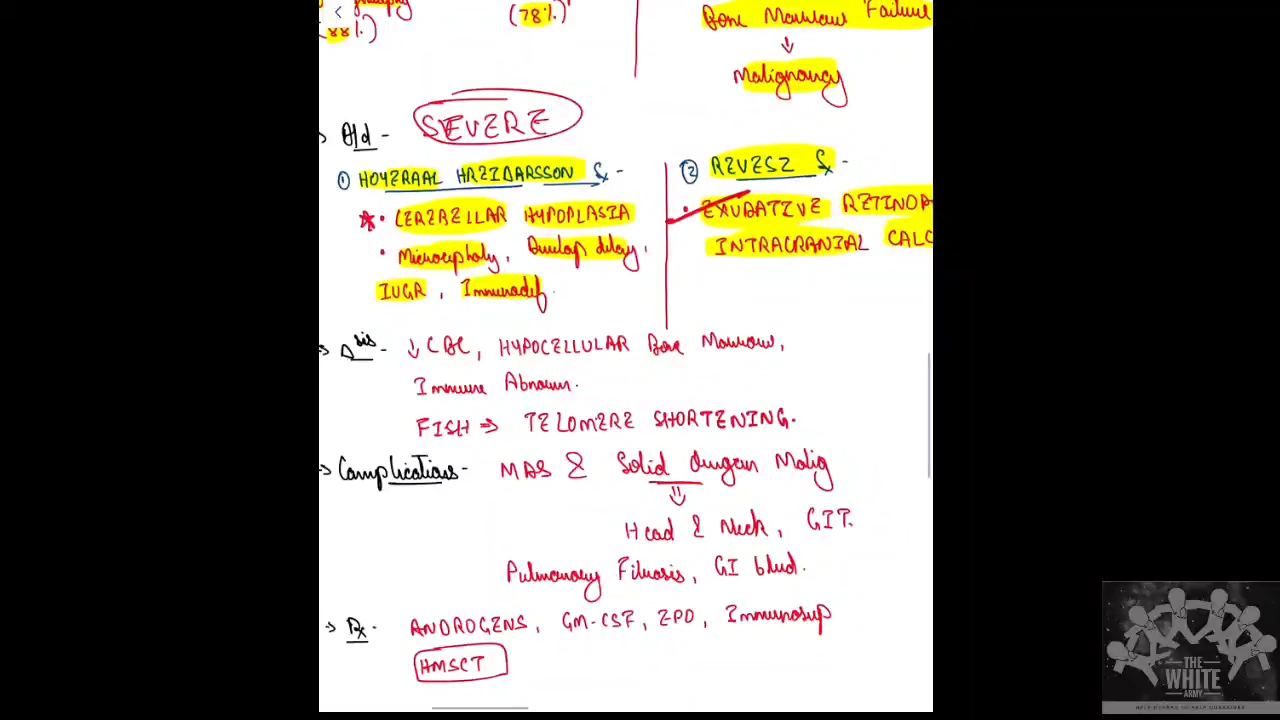 (78%)
(88%)
Bone Marrow Failure
↓
Malignancy
→ A/d - SEVERE
① HOYERAAL HREIDARSSON Sx -
* CEREBELLAR HYPOPLASIA
• Microcephaly, Develop delay,
IUGR, Immunodef.
② REVESZ Sx -
• EXUDATIVE RETINOP
INTRACRANIAL CALC
→ Δsis - ↓ CBC, HYPOCELLULAR Bone Marrow,
Immune Abnorm.
FISH ⇒ TELOMERE SHORTENING.
→ Complications - MDS & Solid Organ Malig
⇓
Head & Neck, GIT.
Pulmonary Fibrosis, GI bleed.
→ Rx - ANDROGENS, GM-CSF, EPO, Immunosup
HMSCT
THE
WHITE
ARMY